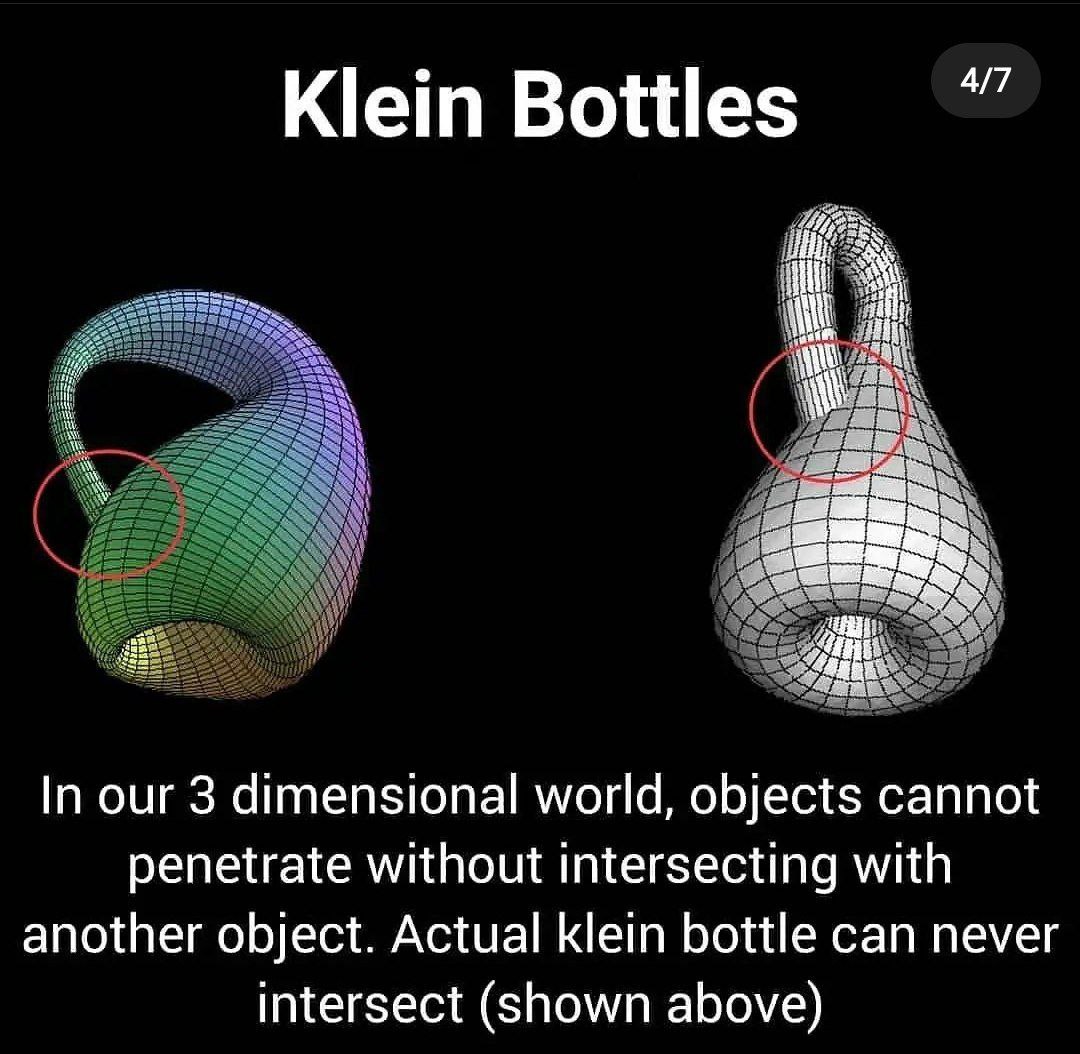 Klein Bottles
4/7
In our 3 dimensional world, objects cannot
penetrate without intersecting with
another object. Actual klein bottle can never
intersect (shown above)